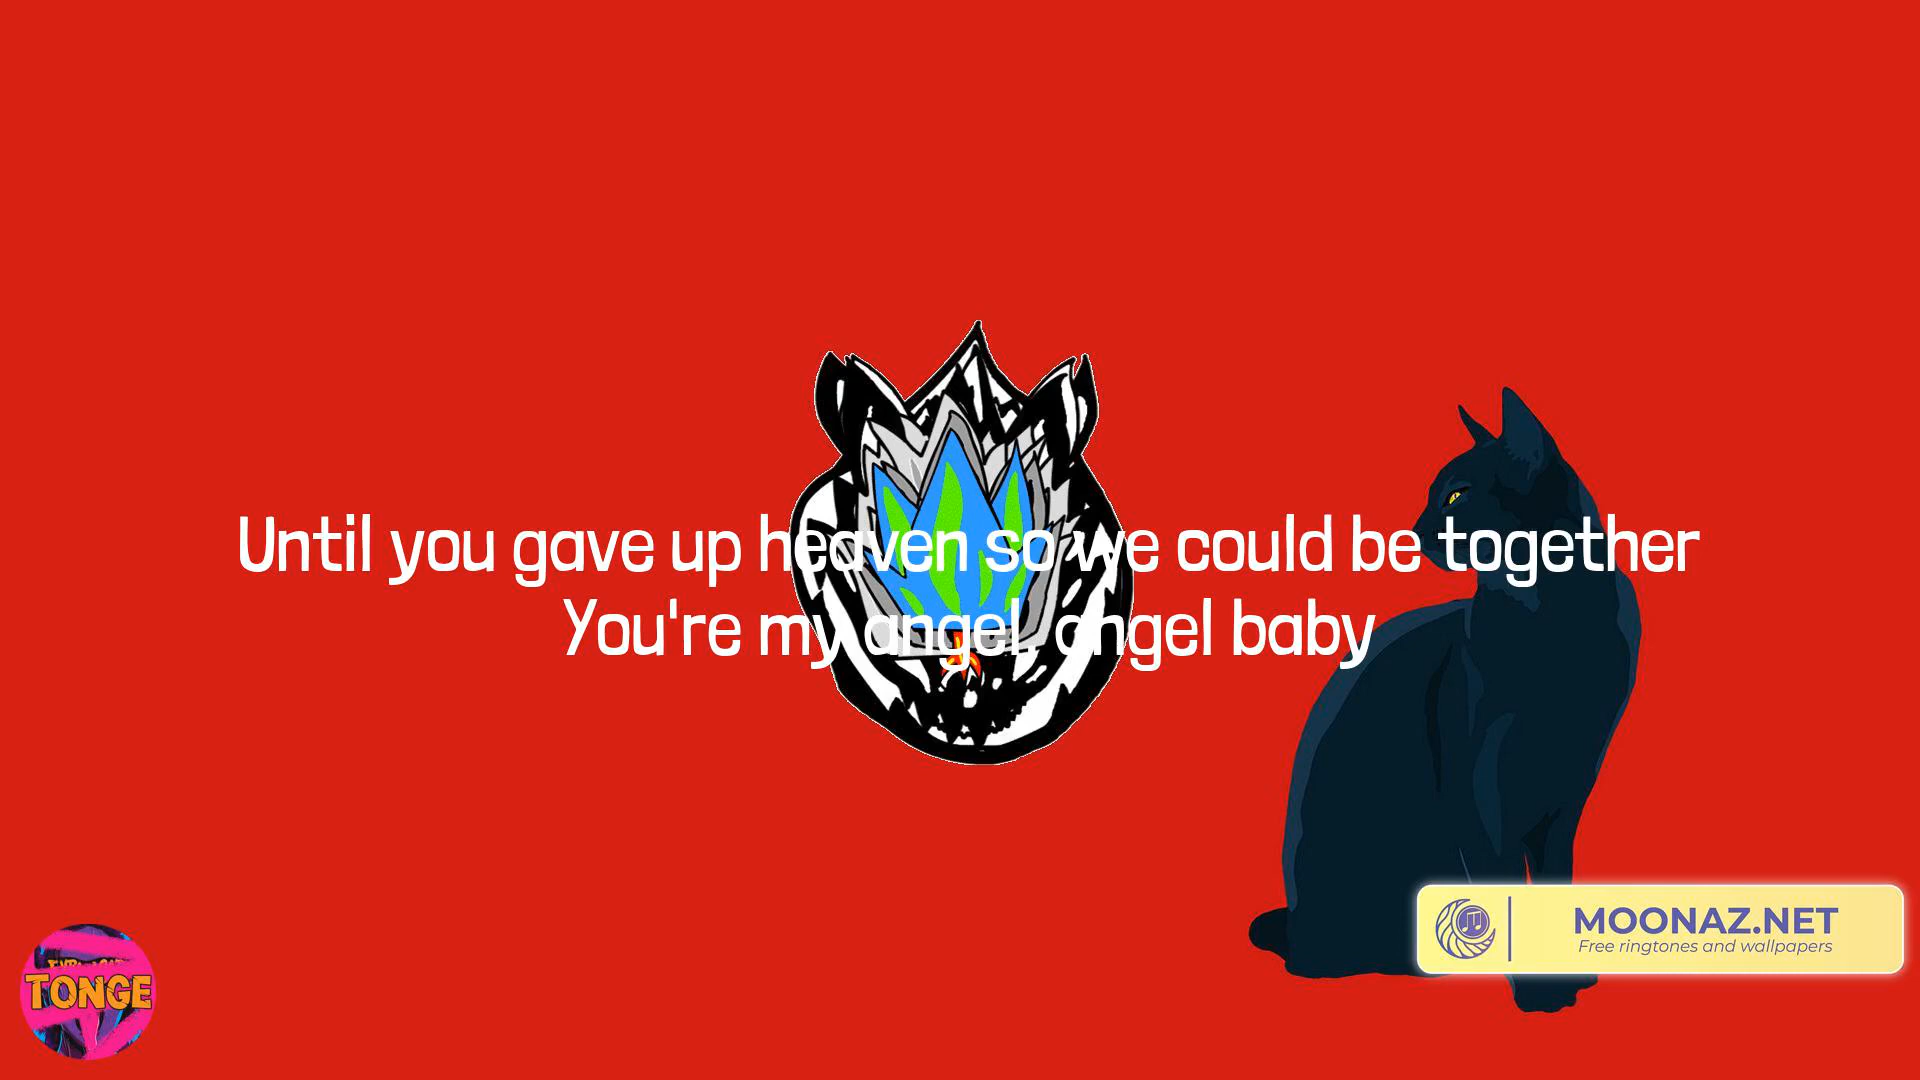 Until you gave up heaven so we could be together
You're my angel, angel baby
MOONAZ.NET
Free ringtones and wallpapers
TONGE